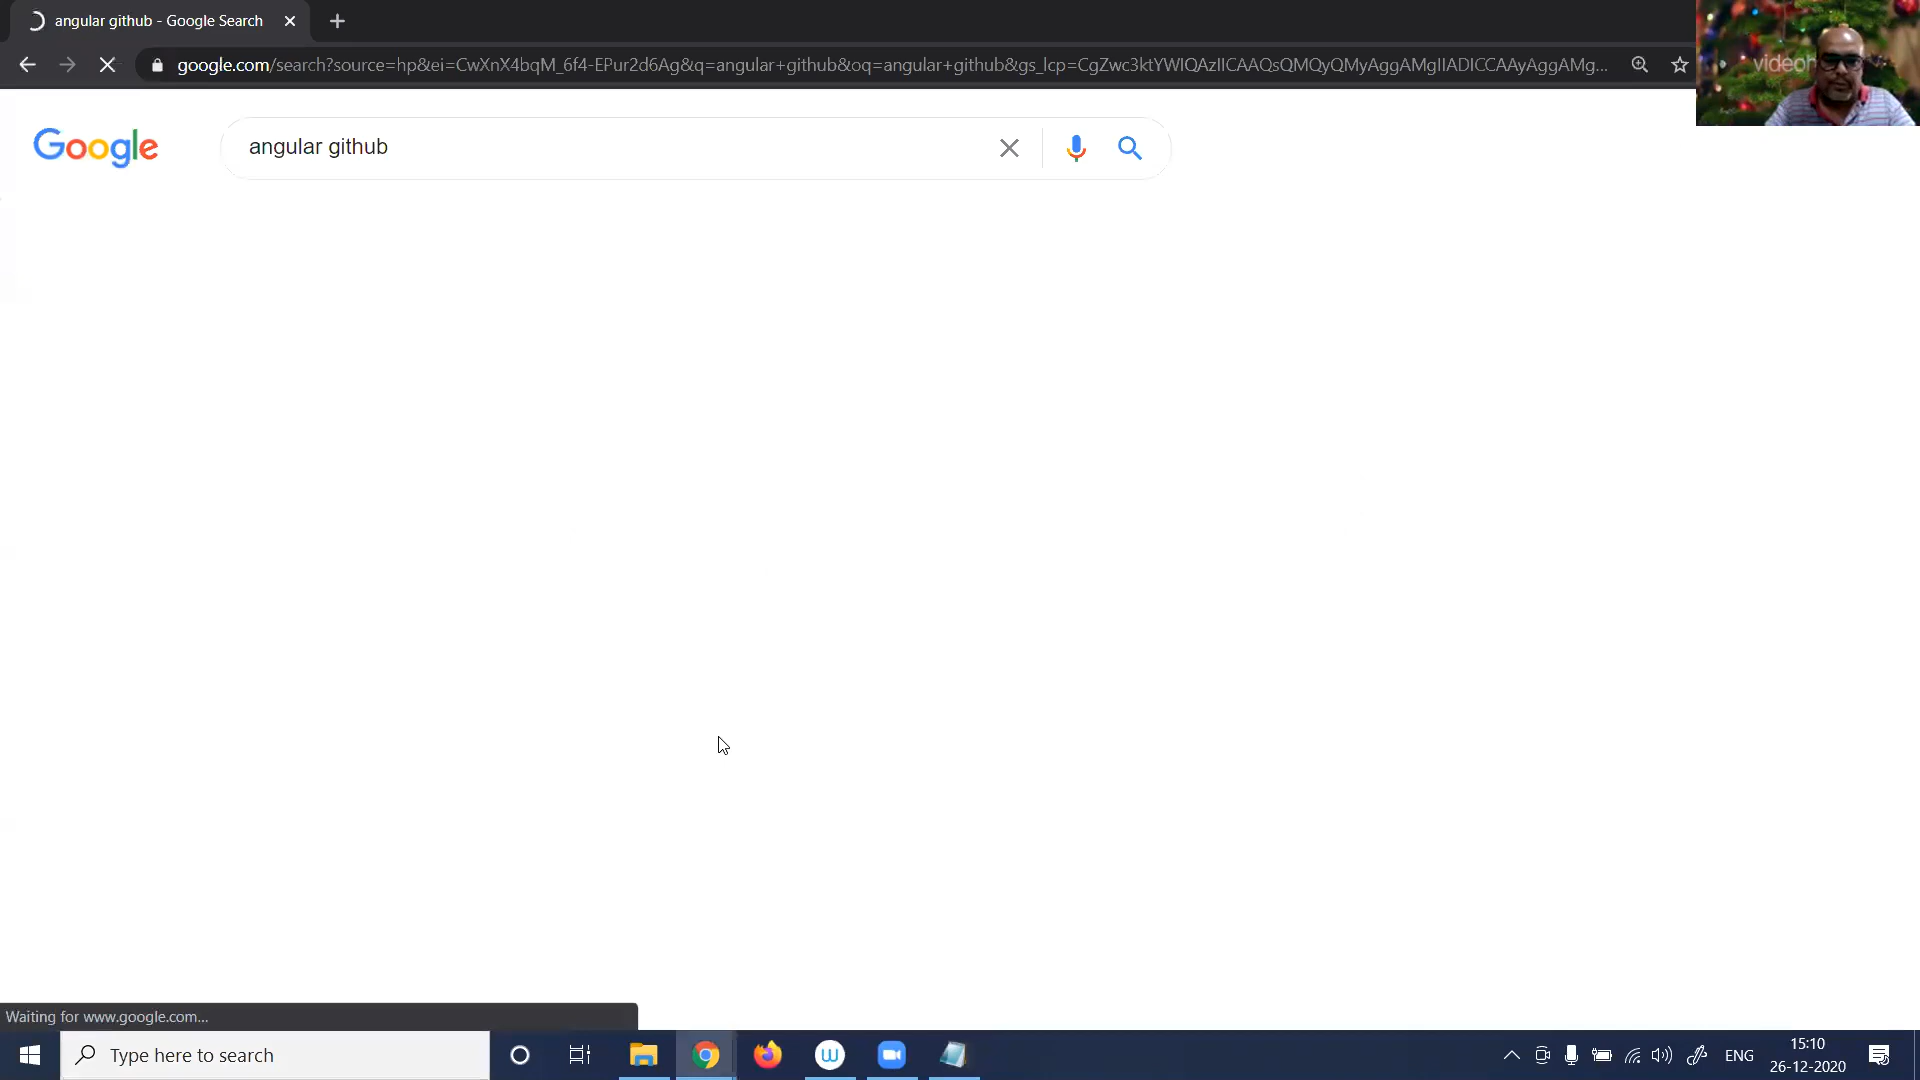 angular github - Google Search
google.com/search?source=hp&ei=CwXnX4bqM_6f4-EPur2d6Ag&q=angular+github&oq=angular+github&gs_lcp=CgZwc3ktYWIQAzIICAAQsQMQyQMyAggAMgIIADICCAAyAggAMg...
Google
angular github
Waiting for www.google.com...
Type here to search
ENG
15:10
26-12-2020